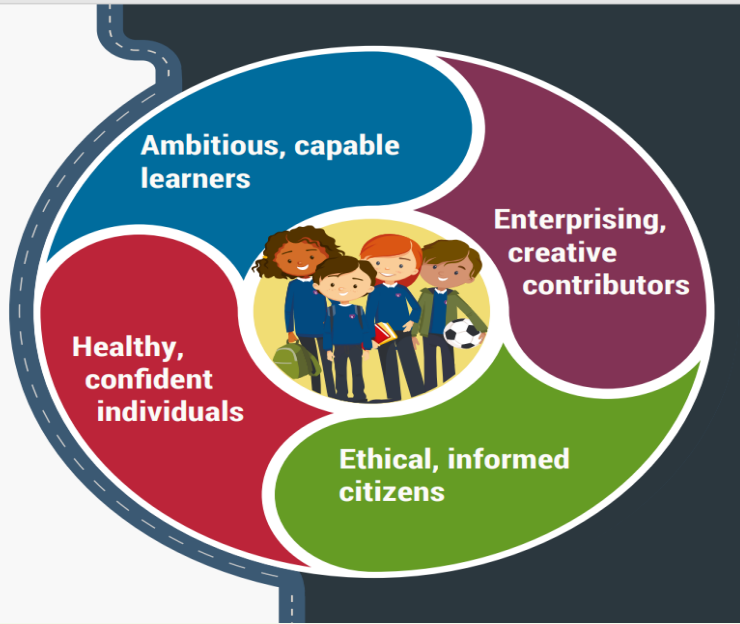 Ambitious, capable
learners
Enterprising,
creative
contributors
Healthy,
confident
individuals
Ethical, informed
citizens